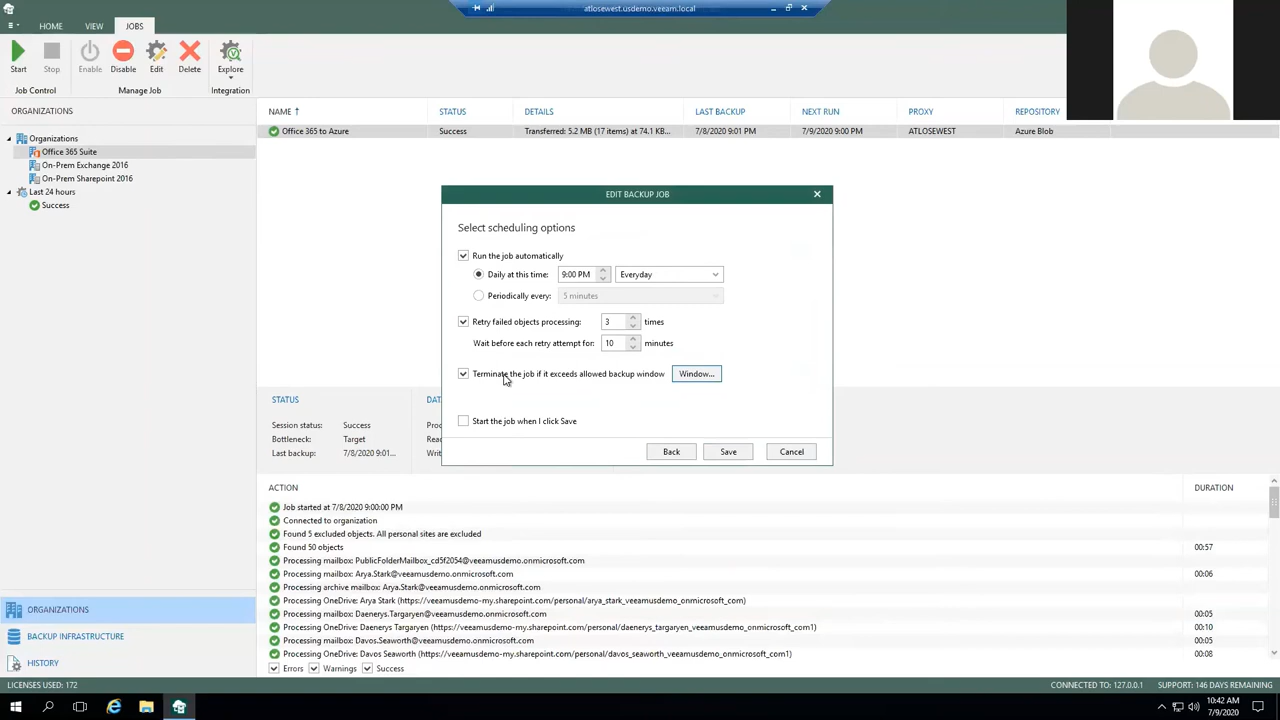 atlosewest.usdemo.veeam.local
HOME VIEW JOBS
Start Stop Enable Disable Edit Delete Explore
Job Control Manage Job Integration
ORGANIZATIONS
Organizations
Office 365 Suite
On-Prem Exchange 2016
On-Prem Sharepoint 2016
Last 24 hours
Success
NAME STATUS DETAILS LAST BACKUP NEXT RUN PROXY REPOSITORY
Office 365 to Azure Success Transferred: 5.2 MB (17 items) at 74.1 KB... 7/8/2020 9:01 PM 7/9/2020 9:00 PM ATLOSEWEST Azure Blob
EDIT BACKUP JOB
Select scheduling options
Run the job automatically
Daily at this time: 9:00 PM Everyday
Periodically every: 5 minutes
Retry failed objects processing: 3 times
Wait before each retry attempt for: 10 minutes
Terminate the job if it exceeds allowed backup window Window...
Start the job when I click Save
Back Save Cancel
STATUS DAT
Session status: Success Proc
Bottleneck: Target Rea
Last backup: 7/8/2020 9:01... Writ
ACTION DURATION
Job started at 7/8/2020 9:00:00 PM
Connected to organization
Found 5 excluded objects. All personal sites are excluded
Found 50 objects 00:57
Processing mailbox: PublicFolderMailbox_cd5f2054@veeamusdemo.onmicrosoft.com
Processing mailbox: Arya.Stark@veeamusdemo.onmicrosoft.com 00:06
Processing archive mailbox: Arya.Stark@veeamusdemo.onmicrosoft.com
Processing OneDrive: Arya Stark (https://veeamusdemo-my.sharepoint.com/personal/arya_stark_veeamusdemo_onmicrosoft_com)
Processing mailbox: Daenerys.Targaryen@veeamusdemo.onmicrosoft.com 00:05
Processing OneDrive: Daenerys Targaryen (https://veeamusdemo-my.sharepoint.com/personal/daenerys_targaryen_veeamusdemo_onmicrosoft_com1) 00:10
Processing mailbox: Davos.Seaworth@veeamusdemo.onmicrosoft.com 00:05
Processing OneDrive: Davos Seaworth (https://veeamusdemo-my.sharepoint.com/personal/davos_seaworth_veeamusdemo_onmicrosoft_com1) 00:08
Errors Warnings Success
ORGANIZATIONS
BACKUP INFRASTRUCTURE
HISTORY
LICENSES USED: 172 CONNECTED TO: 127.0.0.1 SUPPORT: 146 DAYS REMAINING
10:42 AM
7/9/2020